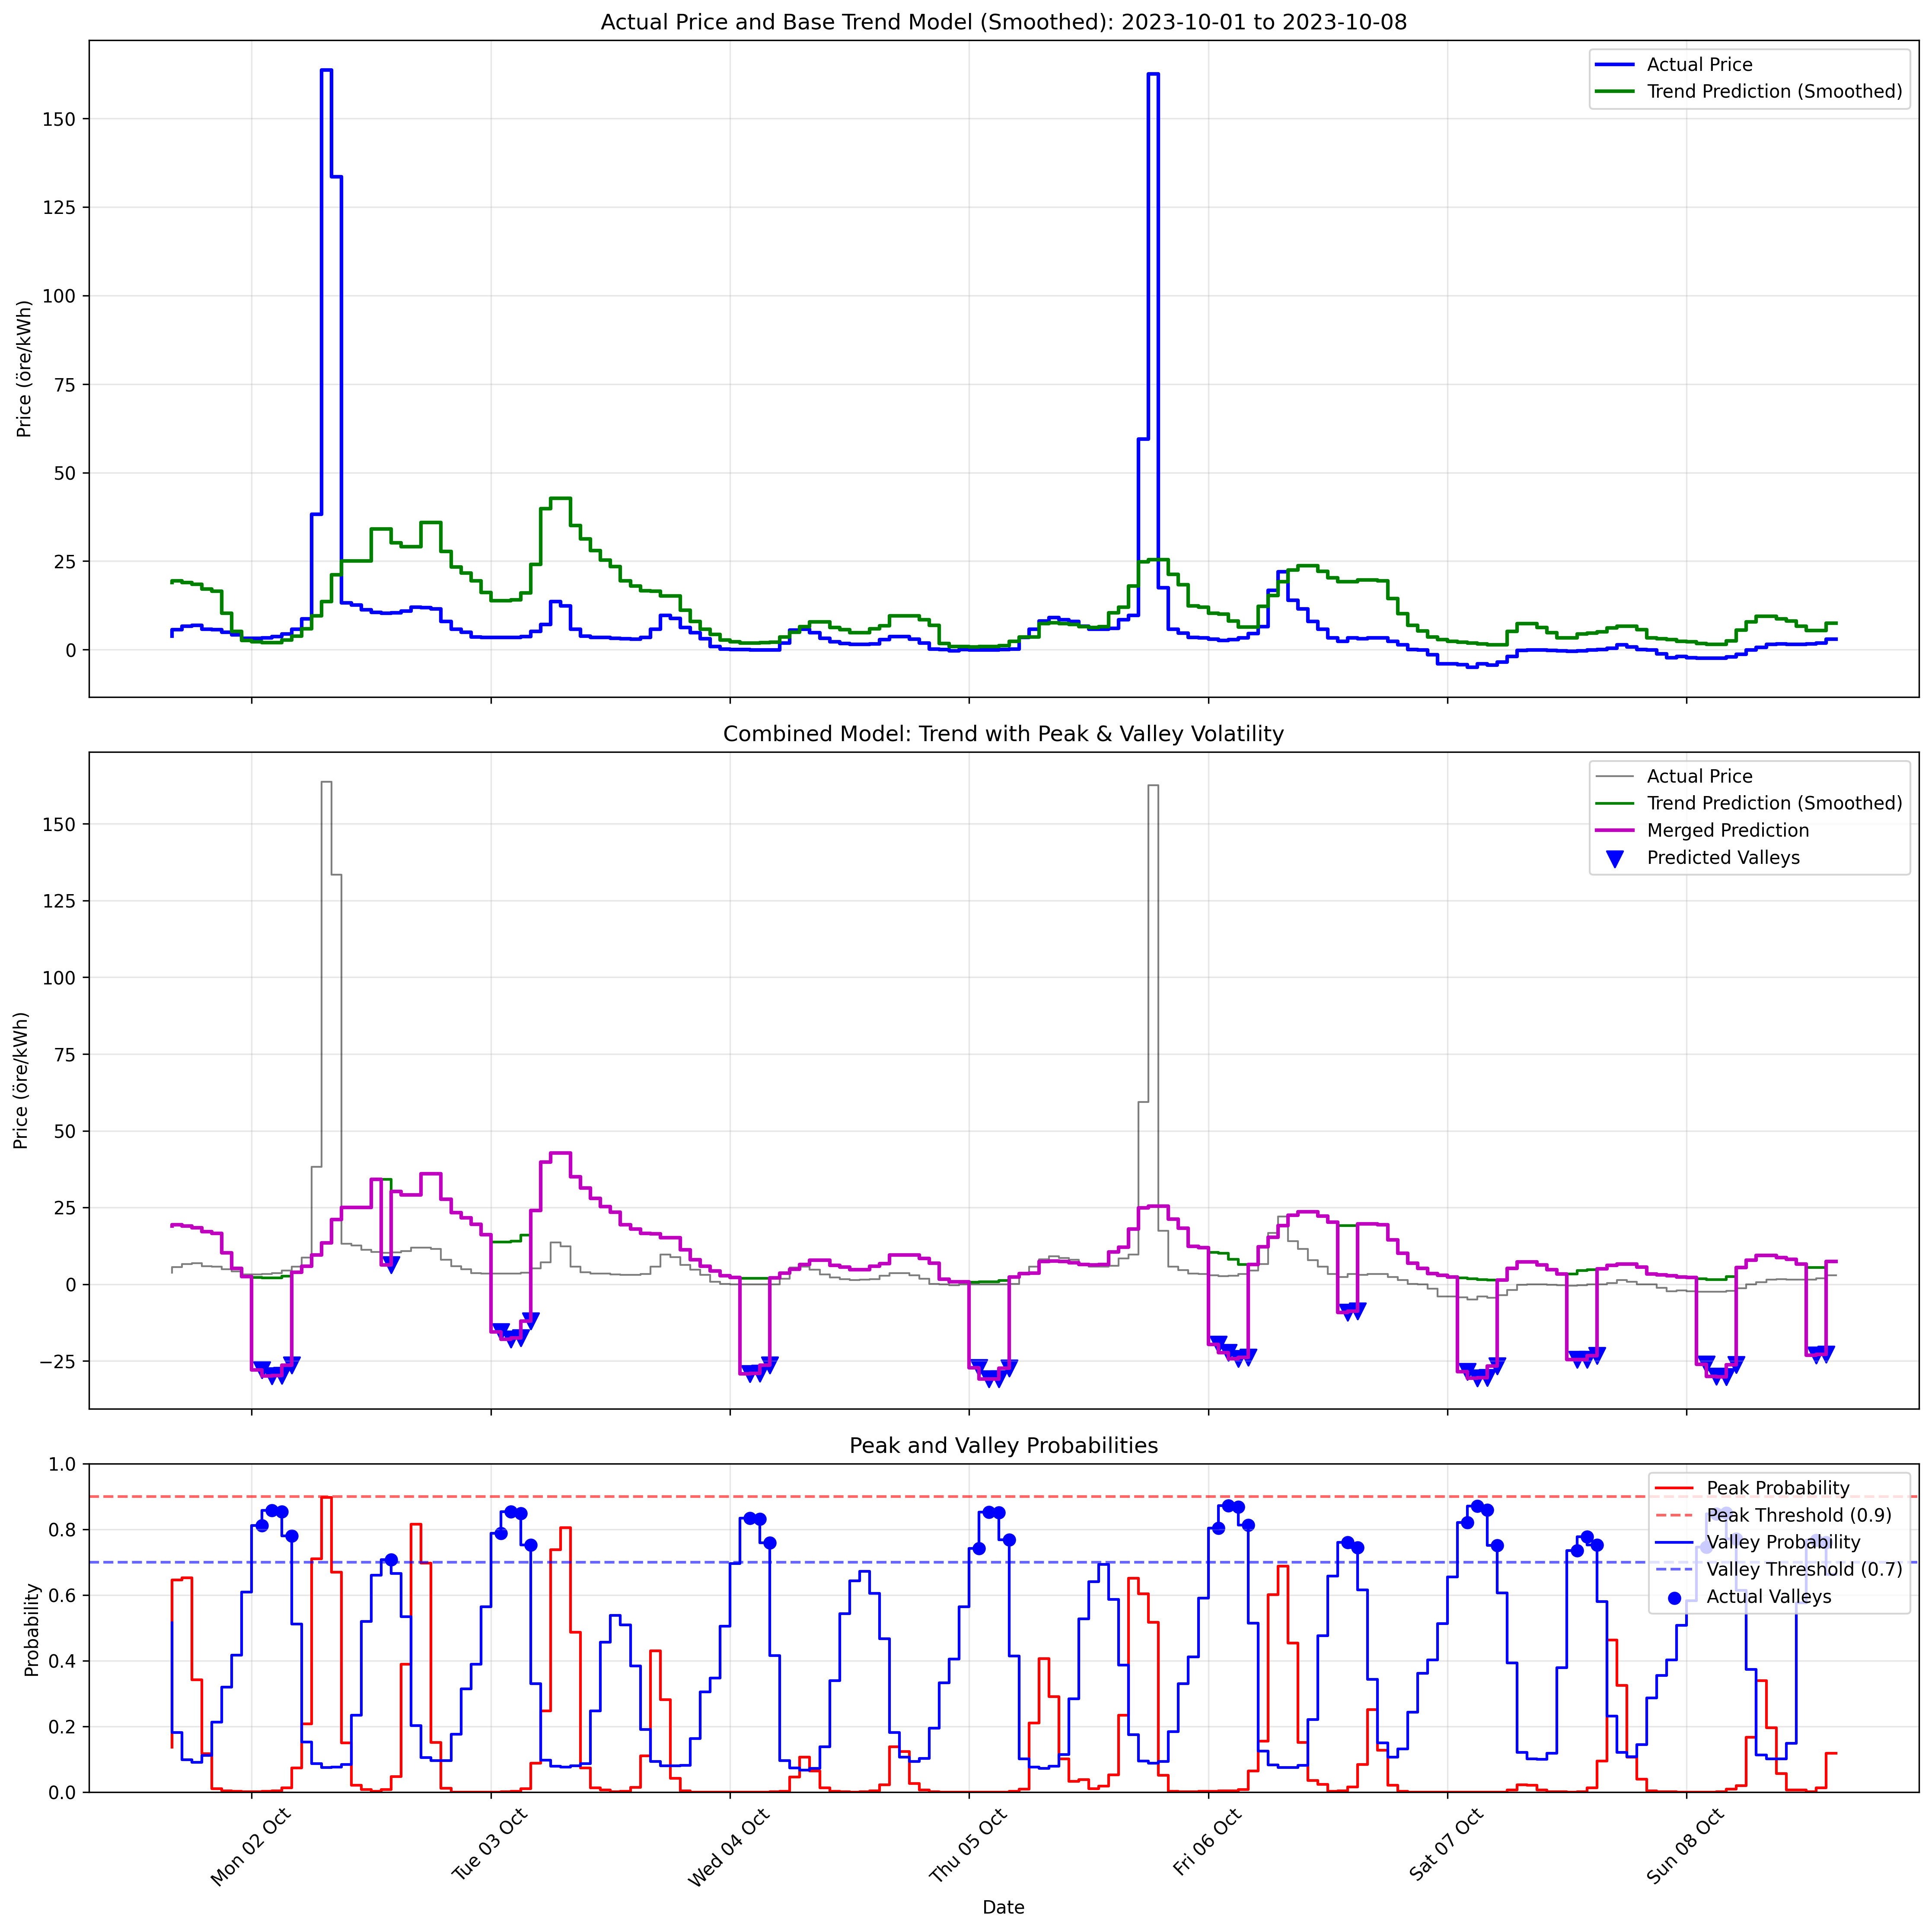 Actual Price and Base Trend Model (Smoothed): 2023-10-01 to 2023-10-08
Price (öre/kWh)
150
125
100
75
50
25
0
Actual Price
Trend Prediction (Smoothed)
Combined Model: Trend with Peak & Valley Volatility
Price (öre/kWh)
150
125
100
75
50
25
0
−25
Actual Price
Trend Prediction (Smoothed)
Merged Prediction
Predicted Valleys
Peak and Valley Probabilities
Probability
1.0
0.8
0.6
0.4
0.2
0.0
Peak Probability
Peak Threshold (0.9)
Valley Probability
Valley Threshold (0.7)
Actual Valleys
Mon 02 Oct
Tue 03 Oct
Wed 04 Oct
Thu 05 Oct
Fri 06 Oct
Sat 07 Oct
Sun 08 Oct
Date